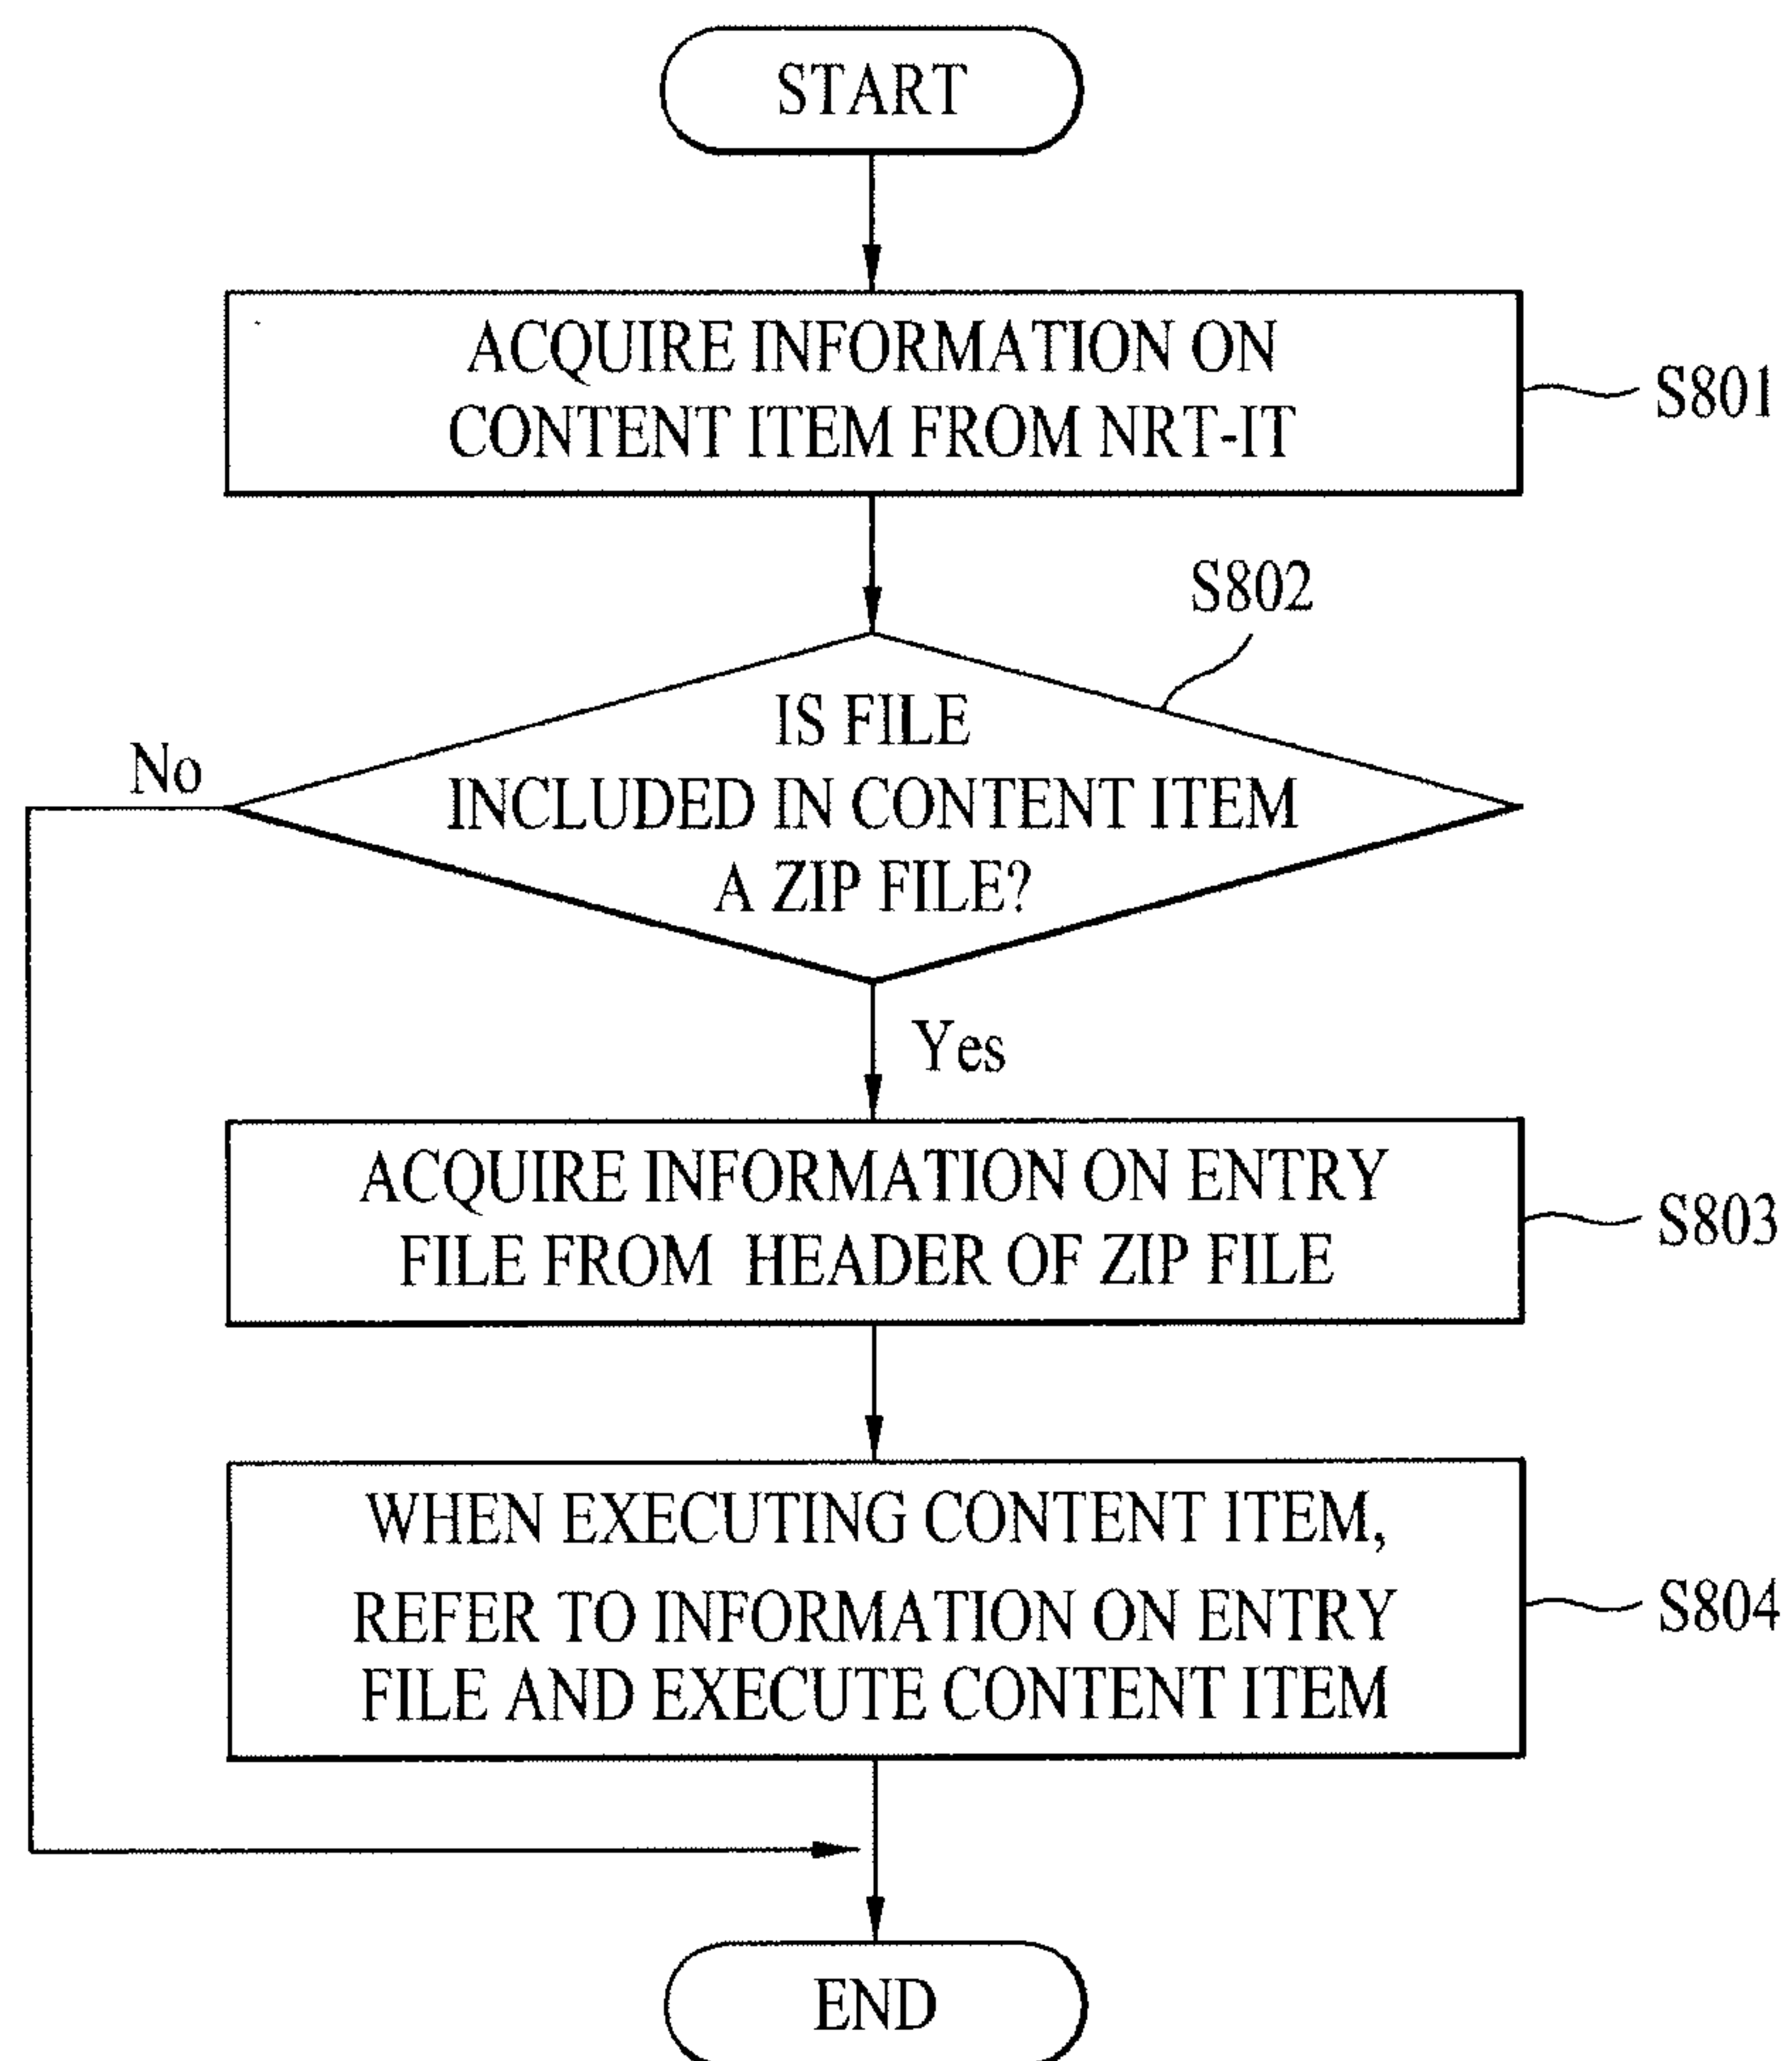 START
ACQUIRE INFORMATION ON
CONTENT ITEM FROM NRT-IT
S801
S802
IS FILE
INCLUDED IN CONTENT ITEM
A ZIP FILE?
No
Yes
ACQUIRE INFORMATION ON ENTRY
FILE FROM HEADER OF ZIP FILE
S803
WHEN EXECUTING CONTENT ITEM,
REFER TO INFORMATION ON ENTRY
FILE AND EXECUTE CONTENT ITEM
S804
END